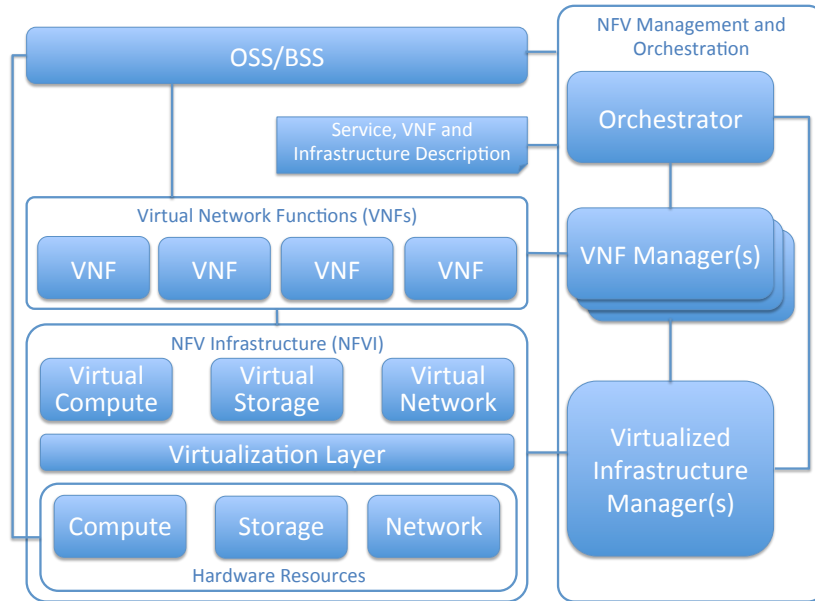 NFV Management and
Orchestration
OSS/BSS
Orchestrator
Service, VNF and
Infrastructure Description
Virtual Network Functions (VNFs)
VNF VNF VNF VNF
VNF Manager(s)
NFV Infrastructure (NFVI)
Virtual
Compute
Virtual
Storage
Virtual
Network
Virtualization Layer
Virtualized
Infrastructure
Manager(s)
Compute Storage Network
Hardware Resources